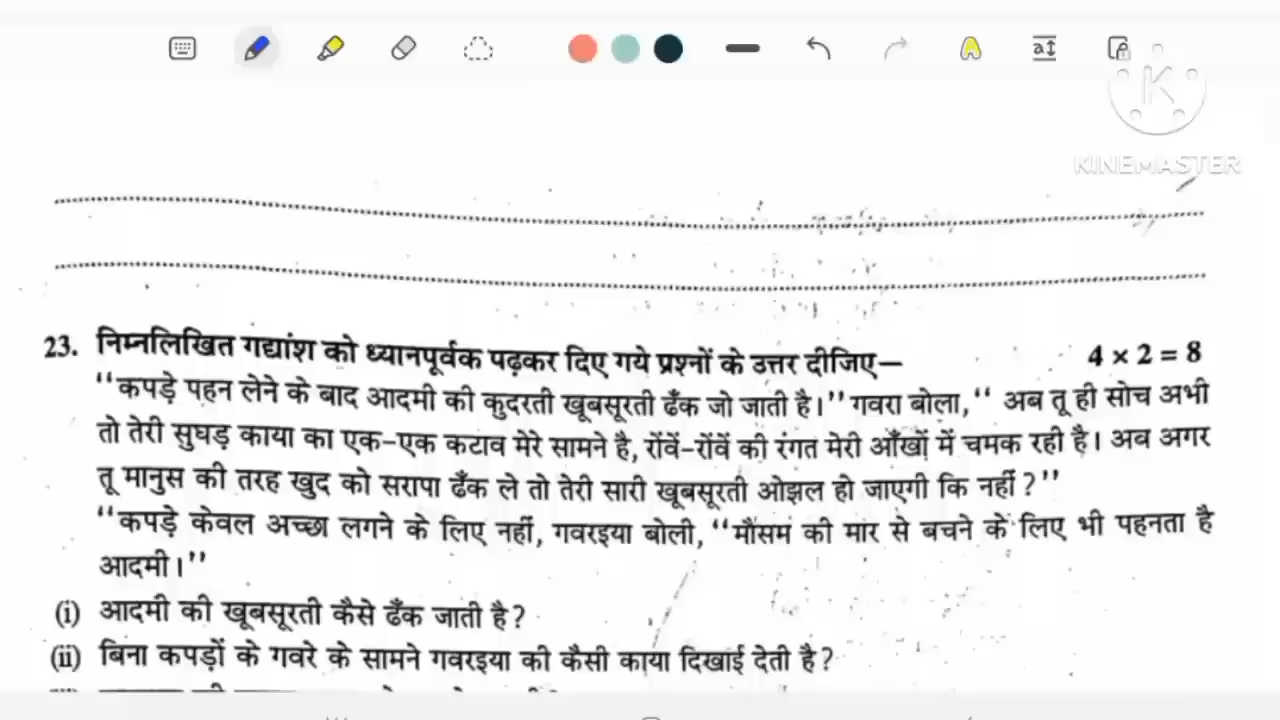 KINEMASTER
23. निम्नलिखित गद्यांश को ध्यानपूर्वक पढ़कर दिए गये प्रश्नों के उत्तर दीजिए— 4 × 2 = 8
‘‘कपड़े पहन लेने के बाद आदमी की कुदरती खूबसूरती ढँक जो जाती है।’’ गवरा बोला, ‘‘ अब तू ही सोच अभी
तो तेरी सुघड़ काया का एक-एक कटाव मेरे सामने है, रोंवें-रोंवें की रंगत मेरी आँखों में चमक रही है। अब अगर
तू मानुस की तरह खुद को सरापा ढँक ले तो तेरी सारी खूबसूरती ओझल हो जाएगी कि नहीं ?’’
‘‘कपड़े केवल अच्छा लगने के लिए नहीं, गवरइया बोली, ‘‘मौसम की मार से बचने के लिए भी पहनता है
आदमी।’’
(i) आदमी की खूबसूरती कैसे ढँक जाती है ?
(ii) बिना कपड़ों के गवरे के सामने गवरइया की कैसी काया दिखाई देती है ?